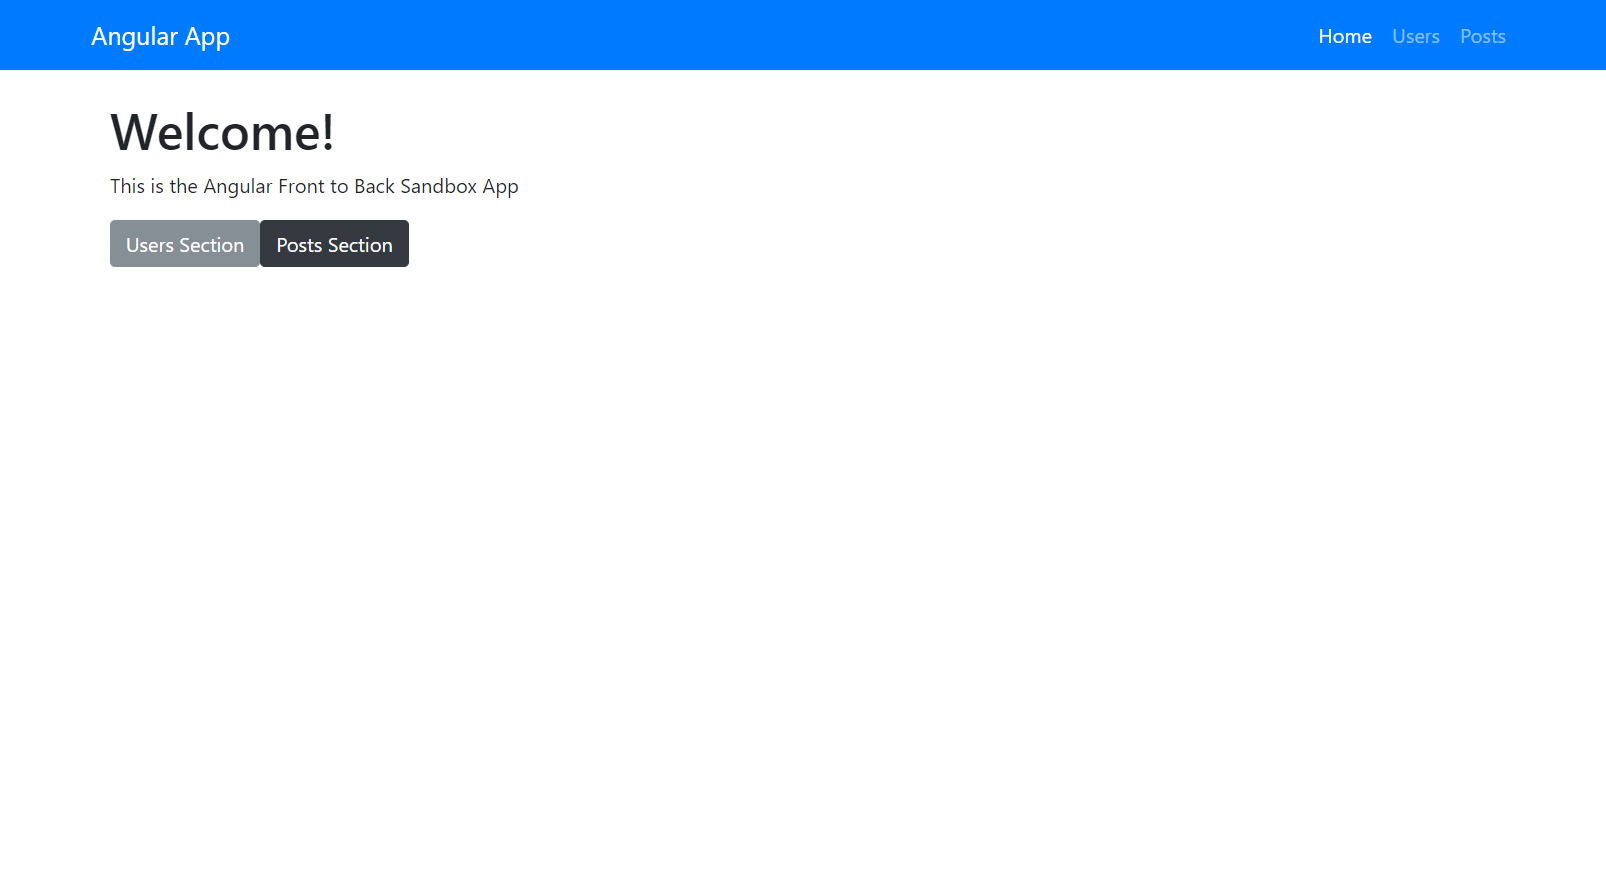 Angular App
Home Users Posts
Welcome!
This is the Angular Front to Back Sandbox App
Users Section Posts Section